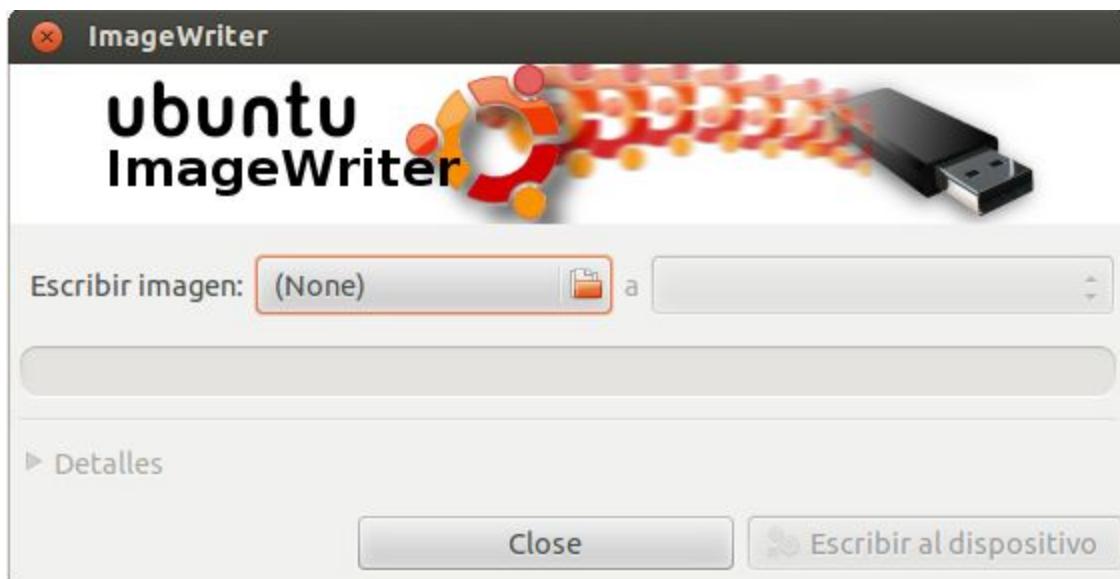 ImageWriter
ubuntu
ImageWriter
Escribir imagen: (None) a
Detalles
Close Escribir al dispositivo